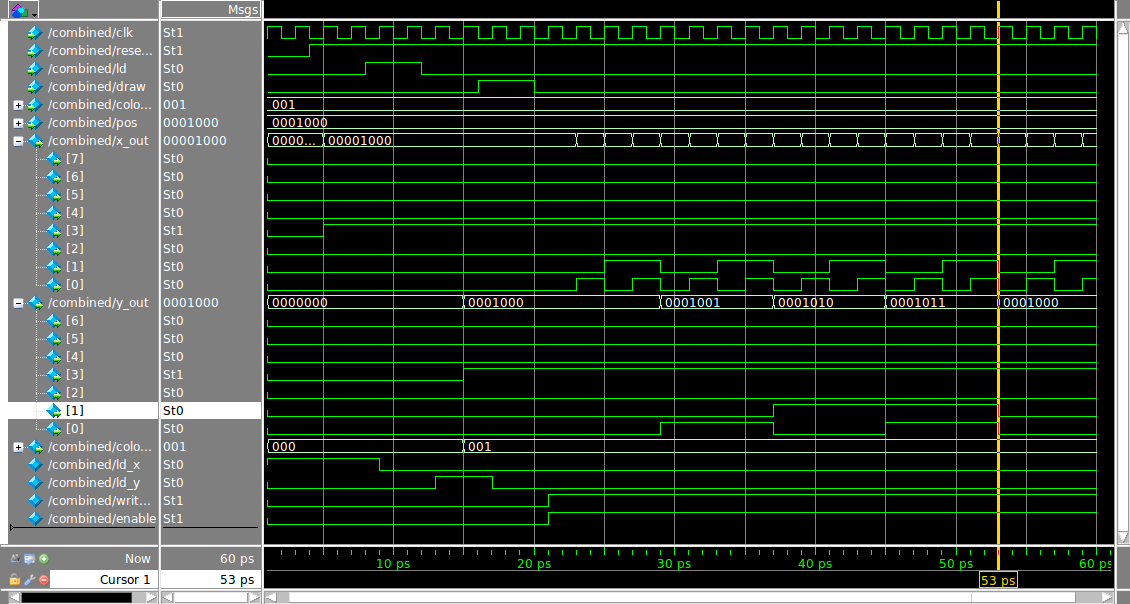 Msgs
/combined/clk St1
/combined/rese... St1
/combined/ld St0
/combined/draw St0
/combined/colo... 001 001
/combined/pos 0001000 0001000
/combined/x_out 00001000 0000... 00001000
[7] St0
[6] St0
[5] St0
[4] St0
[3] St1
[2] St0
[1] St0
[0] St0
/combined/y_out 0001000 0000000 0001000 0001001 0001010 0001011 0001000
[6] St0
[5] St0
[4] St0
[3] St1
[2] St0
[1] St0
[0] St0
/combined/colo... 001 000 001
/combined/ld_x St0
/combined/ld_y St0
/combined/writ... St1
/combined/enable St1
Now 60 ps 10 ps 20 ps 30 ps 40 ps 50 ps 60 ps
Cursor 1 53 ps 53 ps